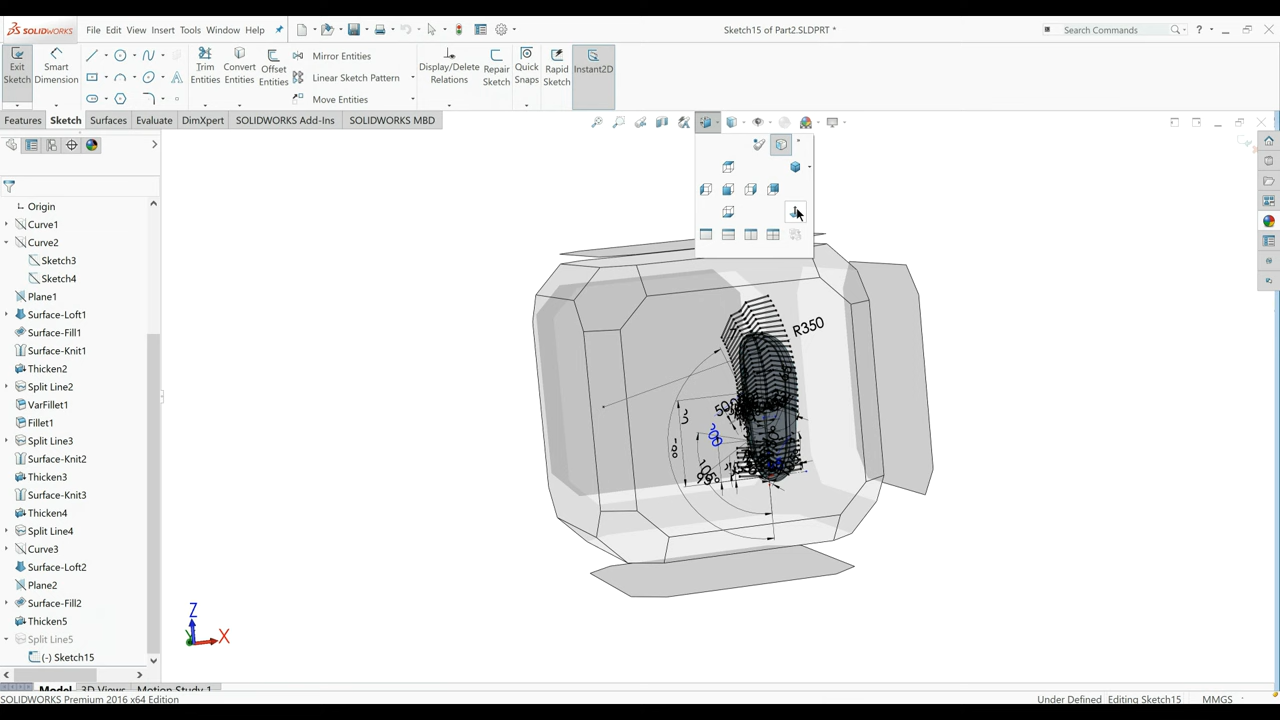 SOLIDWORKS
File Edit View Insert Tools Window Help
Sketch15 of Part2.SLDPRT *
Search Commands
Exit Sketch
Smart Dimension
Trim Entities
Convert Entities
Offset Entities
Mirror Entities
Linear Sketch Pattern
Move Entities
Display/Delete Relations
Repair Sketch
Quick Snaps
Rapid Sketch
Instant2D
Features Sketch Surfaces Evaluate DimXpert SOLIDWORKS Add-Ins SOLIDWORKS MBD
Origin
Curve1
Curve2
Sketch3
Sketch4
Plane1
Surface-Loft1
Surface-Fill1
Surface-Knit1
Thicken2
Split Line2
VarFillet1
Fillet1
Split Line3
Surface-Knit2
Thicken3
Surface-Knit3
Thicken4
Split Line4
Curve3
Surface-Loft2
Plane2
Surface-Fill2
Thicken5
Split Line5
(-) Sketch15
R350
Z
X
Model 3D Views Motion Study 1
SOLIDWORKS Premium 2016 x64 Edition
Under Defined Editing Sketch15 MMGS